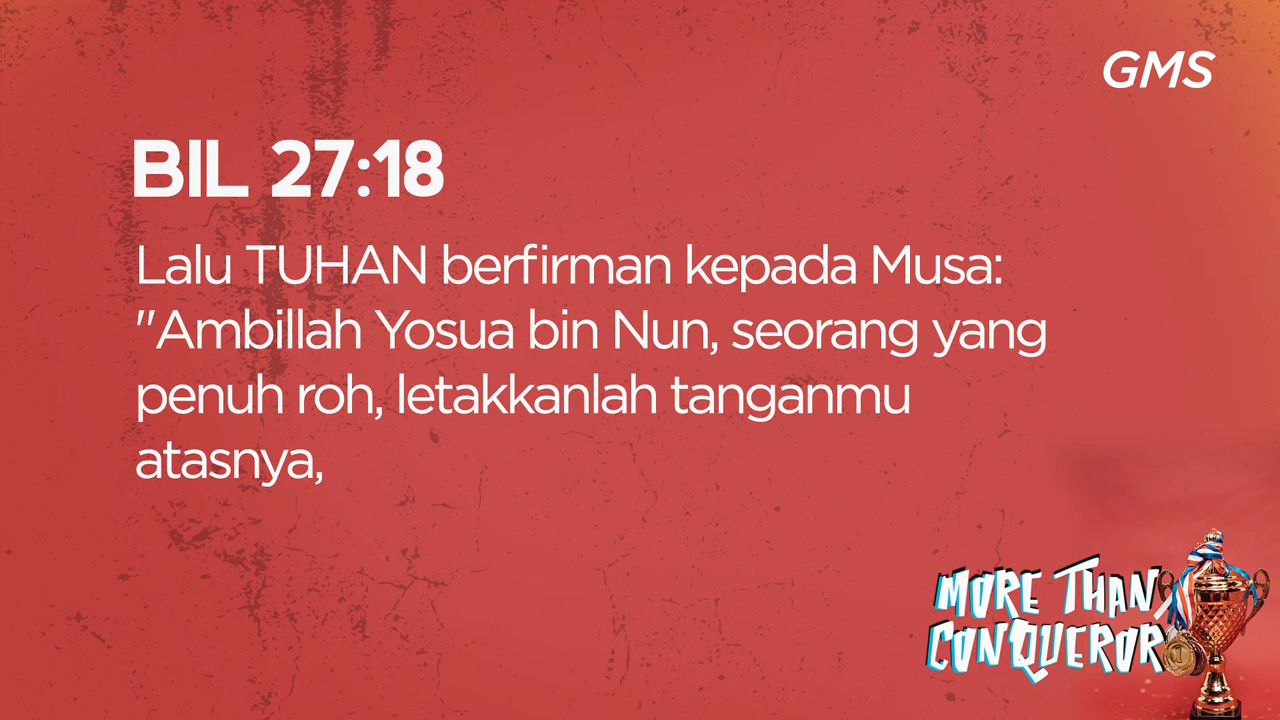 GMS
BIL 27:18
Lalu TUHAN berfirman kepada Musa:
"Ambillah Yosua bin Nun, seorang yang
penuh roh, letakkanlah tanganmu
atasnya,
MORE THAN
CONQUEROR
1